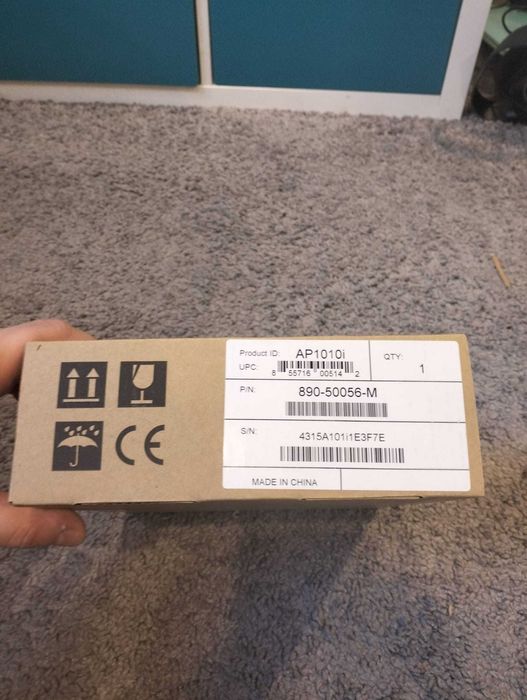 Product ID: AP1010i
UPC: 8 55716 00514 2
QTY: 1
P/N: 890-50056-M
S/N: 4315A101I1E3F7E
MADE IN CHINA
CE